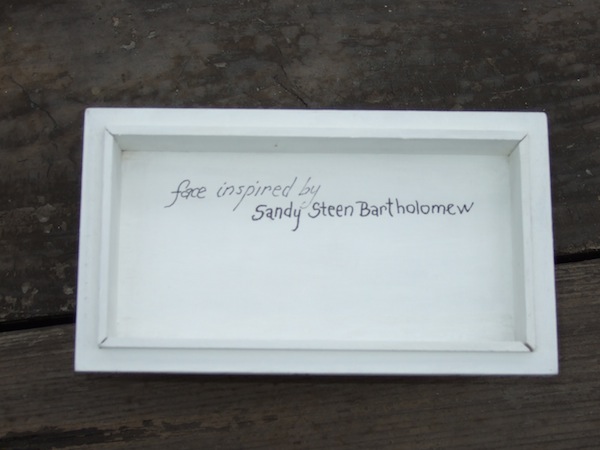 face inspired by
Sandy Steen Bartholomew